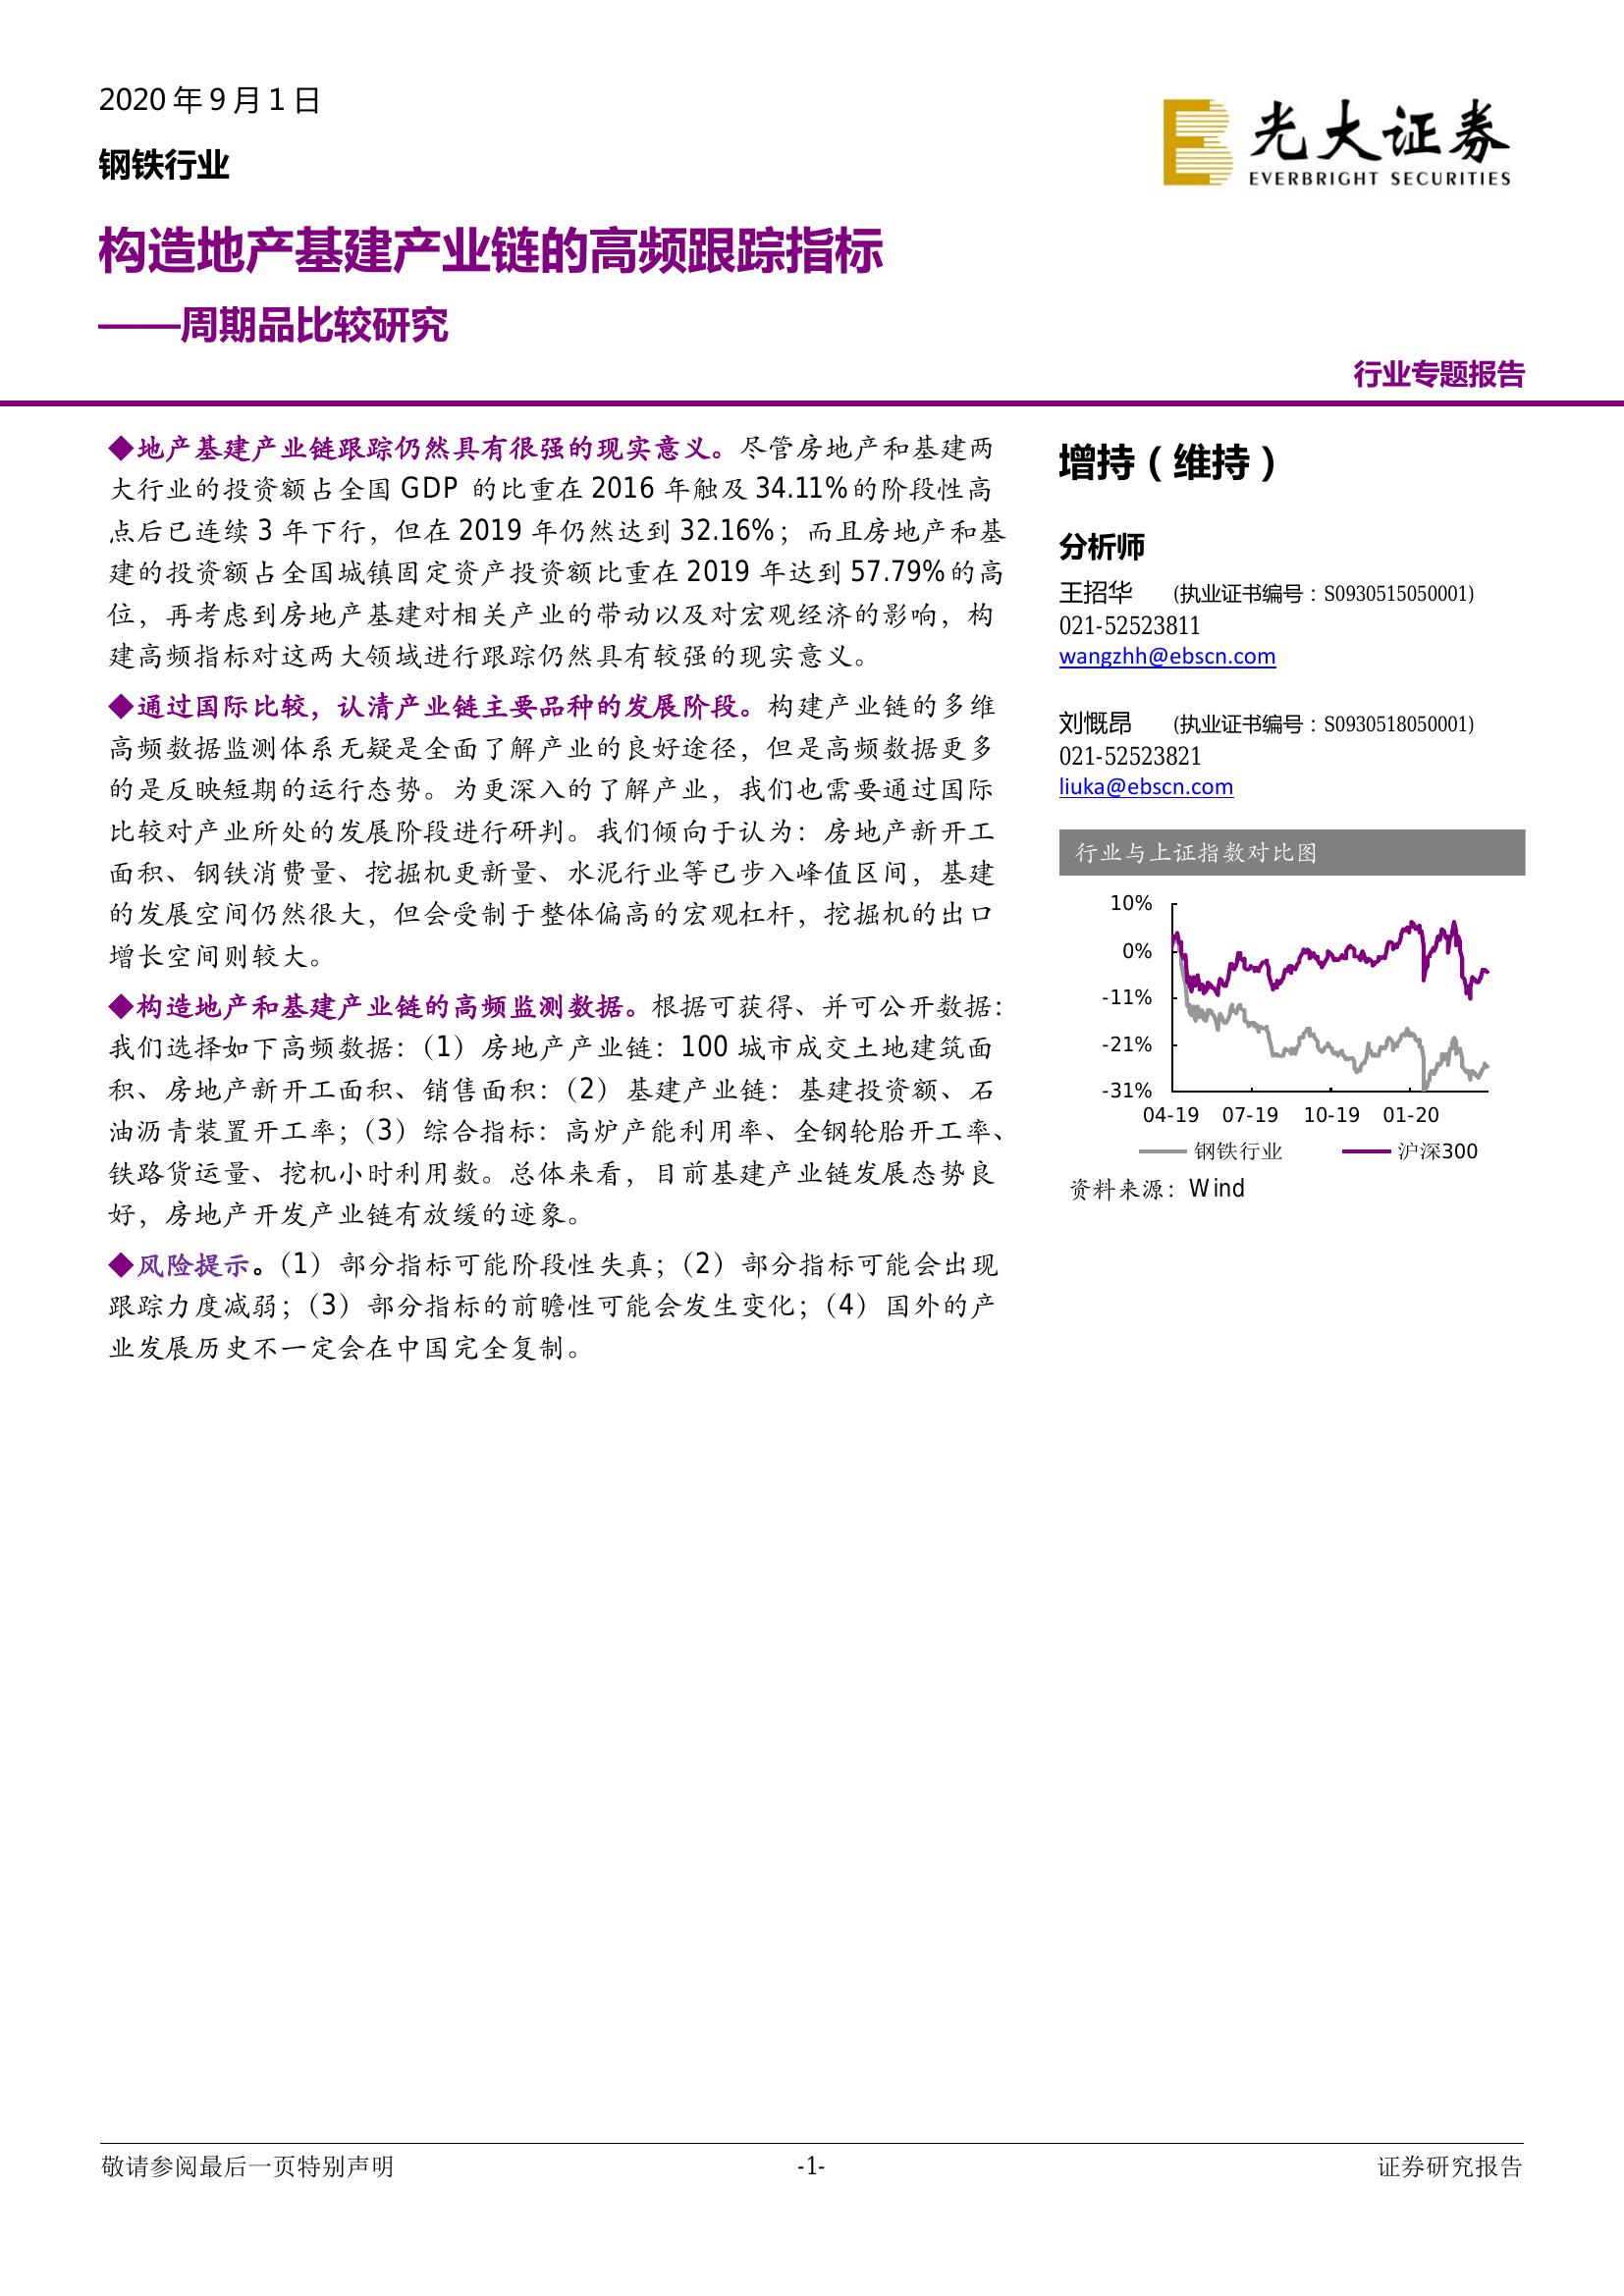 2020 年 9 月 1 日
钢铁行业
光大证券
EVERBRIGHT SECURITIES
构造地产基建产业链的高频跟踪指标
——周期品比较研究
行业专题报告
◆地产基建产业链跟踪仍然具有很强的现实意义。尽管房地产和基建两
大行业的投资额占全国 GDP 的比重在 2016 年触及 34.11%的阶段性高
点后已连续 3 年下行，但在 2019 年仍然达到 32.16%；而且房地产和基
建的投资额占全国城镇固定资产投资额比重在 2019 年达到 57.79%的高
位，再考虑到房地产基建对相关产业的带动以及对宏观经济的影响，构
建高频指标对这两大领域进行跟踪仍然具有较强的现实意义。
◆通过国际比较，认清产业链主要品种的发展阶段。构建产业链的多维
高频数据监测体系无疑是全面了解产业的良好途径，但是高频数据更多
的是反映短期的运行态势。为更深入的了解产业，我们也需要通过国际
比较对产业所处的发展阶段进行研判。我们倾向于认为：房地产新开工
面积、钢铁消费量、挖掘机更新量、水泥行业等已步入峰值区间，基建
的发展空间仍然很大，但会受制于整体偏高的宏观杠杆，挖掘机的出口
增长空间则较大。
◆构造地产和基建产业链的高频监测数据。根据可获得、并可公开数据：
我们选择如下高频数据：（1）房地产产业链：100 城市成交土地建筑面
积、房地产新开工面积、销售面积：（2）基建产业链：基建投资额、石
油沥青装置开工率；（3）综合指标：高炉产能利用率、全钢轮胎开工率、
铁路货运量、挖机小时利用数。总体来看，目前基建产业链发展态势良
好，房地产开发产业链有放缓的迹象。
◆风险提示。（1）部分指标可能阶段性失真；（2）部分指标可能会出现
跟踪力度减弱；（3）部分指标的前瞻性可能会发生变化；（4）国外的产
业发展历史不一定会在中国完全复制。
增持（维持）
分析师
王招华 (执业证书编号：S0930515050001)
021-52523811
wangzhh@ebscn.com
刘慨昂 (执业证书编号：S0930518050001)
021-52523821
liuka@ebscn.com
行业与上证指数对比图
10%
0%
-11%
-21%
-31%
04-19 07-19 10-19 01-20
钢铁行业 沪深300
资料来源：Wind
敬请参阅最后一页特别声明 -1- 证券研究报告